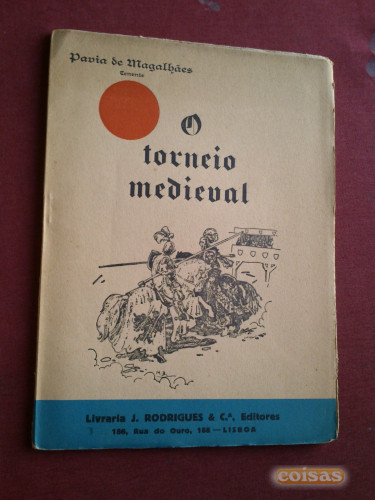 Pavia de Magalhães
Tenente
O
torneio
medieval
Livraria J. RODRIGUES & C.ª, Editores
186, Rua do Ouro, 188 — LISBOA
coisas